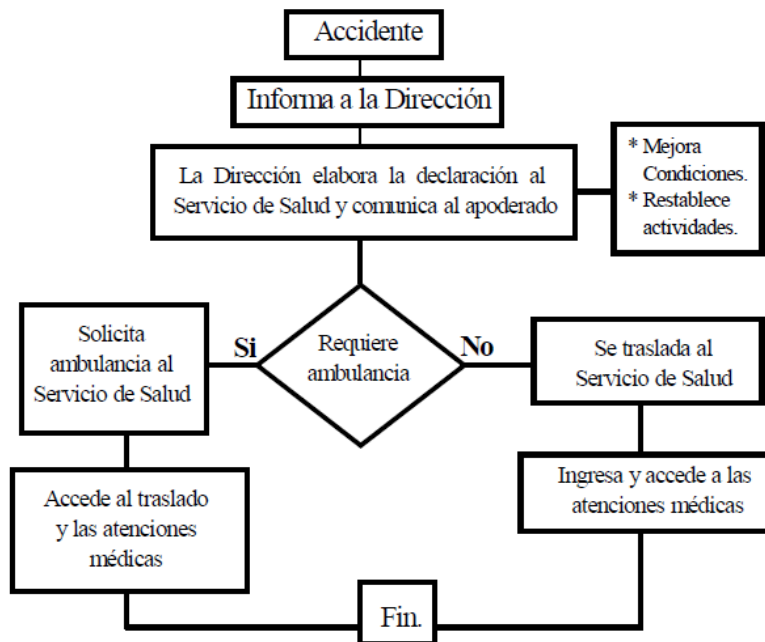 Accidente
Informa a la Dirección
La Dirección elabora la declaración al
Servicio de Salud y comunica al apoderado
* Mejora
Condiciones.
* Restablece
actividades.
Requiere
ambulancia
Si
No
Solicita
ambulancia al
Servicio de Salud
Accede al traslado
y las atenciones
médicas
Se traslada al
Servicio de Salud
Ingresa y accede a las
atenciones médicas
Fin.